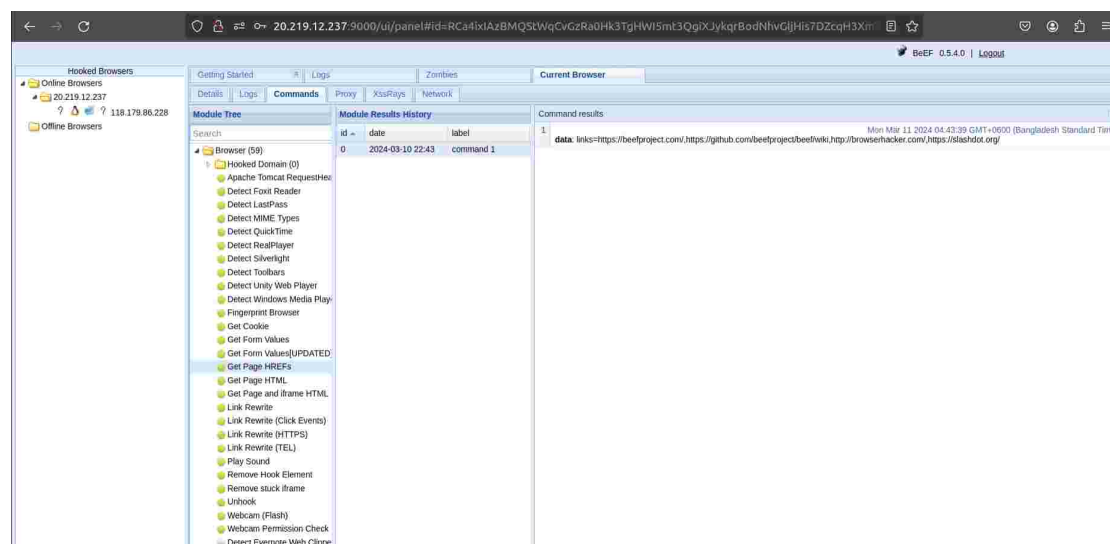 20.219.12.237:9000/ui/panel#id=
BeEF 0.5.4.0 | Logout
Hooked Browsers
Online Browsers
20.219.12.237
? ? 118.179.86.228
Offline Browsers
Getting Started Logs Zombies Current Browser
Details Logs Commands Proxy XssRays Network
Module Tree
Search
Browser (59)
Hooked Domain (0)
Apache Tomcat RequestHea
Detect Foxit Reader
Detect LastPass
Detect MIME Types
Detect QuickTime
Detect RealPlayer
Detect Silverlight
Detect Toolbars
Detect Unity Web Player
Detect Windows Media Play
Fingerprint Browser
Get Cookie
Get Form Values
Get Form Values[UPDATED]
Get Page HREFs
Get Page HTML
Get Page and iframe HTML
Link Rewrite
Link Rewrite (Click Events)
Link Rewrite (HTTPS)
Link Rewrite (TEL)
Play Sound
Remove Hook Element
Remove stuck iframe
Unhook
Webcam (Flash)
Webcam Permission Check
Detect Evernote Web Clippe
Module Results History
id date label
0 2024-03-10 22:43 command 1
Command results
1 Mon Mar 11 2024 04:43:39 GMT+0600 (Bangladesh Standard Tim
data: links=https://beefproject.com/,https://github.com/beefproject/beef/wiki,http://browserhacker.com/,https://slashdot.org/